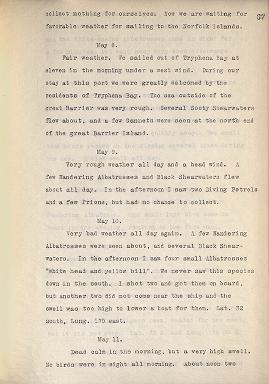 collect nothing for ourselves. Now we are waiting for
37
favorable weather for sailing to the Norfolk Islands.
May 8.
Fair weather. We sailed out of Tryphena Bay at
eleven in the morning under a west wind. During our
stay at this port we were greatly welcomed by the
residents of Tryphena Bay. The sea outside of the
great Barrier was very rough. Several Sooty Shearwaters
flew about, and a few Gannets were seen at the north end
of the great Barrier Island.
May 9.
Very rough weather all day and a head wind. A
few Wandering Albatrosses and Black Shearwaters flew
about all day. In the afternoon I saw two Diving Petrels
and a few Prions, but had no chance to collect.
May 10.
Very bad weather all day again. A few Wandering
Albatrosses were seen about, and several Black Shear-
waters. In the afternoon I saw four small Albatrosses
"white head and yellow bill". We never saw this species
down in the south. I shot two and got them on board,
but another two did not come near the ship and the
swell was too high to lower a boat for them. Lat. 32
south, Long. 175 east.
May 11.
Dead calm in the morning, but a very high swell.
No birds were in sight all morning. About noon two